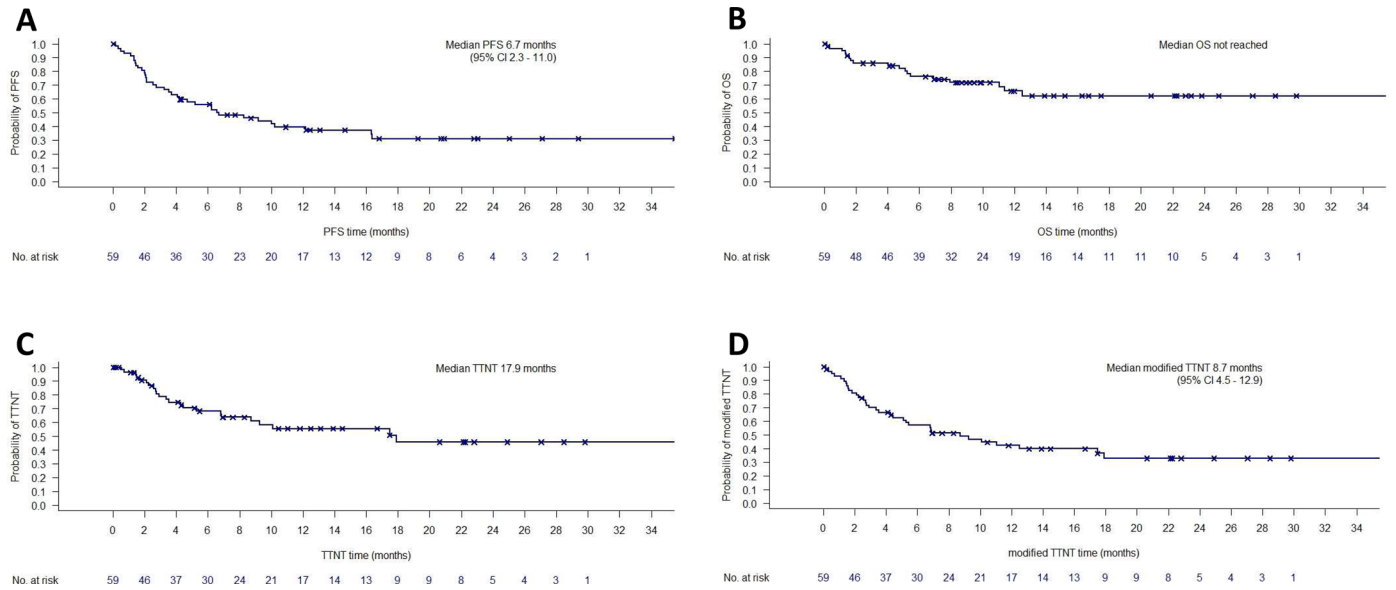 A
Probability of PFS
1.0
0.9
0.8
0.7
0.6
0.5
0.4
0.3
0.2
0.1
0.0
Median PFS 6.7 months
(95% CI 2.3 - 11.0)
0 2 4 6 8 10 12 14 16 18 20 22 24 26 28 30 32 34
PFS time (months)
No. at risk 59 46 36 30 23 20 17 13 12 9 8 6 4 3 2 1
B
Probability of OS
1.0
0.9
0.8
0.7
0.6
0.5
0.4
0.3
0.2
0.1
0.0
Median OS not reached
0 2 4 6 8 10 12 14 16 18 20 22 24 26 28 30 32 34
OS time (months)
No. at risk 59 48 46 39 32 24 19 16 14 11 11 10 5 4 3 1
C
Probability of TTNT
1.0
0.9
0.8
0.7
0.6
0.5
0.4
0.3
0.2
0.1
0.0
Median TTNT 17.9 months
0 2 4 6 8 10 12 14 16 18 20 22 24 26 28 30 32 34
TTNT time (months)
No. at risk 59 46 37 30 24 21 17 14 13 9 9 8 5 4 3 1
D
Probability of modified TTNT
1.0
0.9
0.8
0.7
0.6
0.5
0.4
0.3
0.2
0.1
0.0
Median modified TTNT 8.7 months
(95% CI 4.5 - 12.9)
0 2 4 6 8 10 12 14 16 18 20 22 24 26 28 30 32 34
modified TTNT time (months)
No. at risk 59 46 37 30 24 21 17 14 13 9 9 8 5 4 3 1